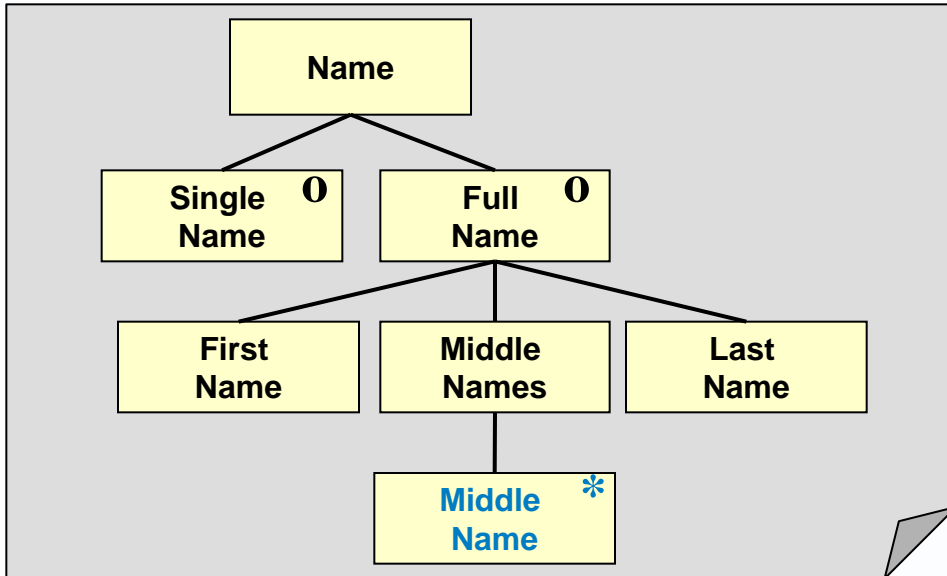 Name
Single o
Name
Full o
Name
First
Name
Middle
Names
Last
Name
Middle *
Name